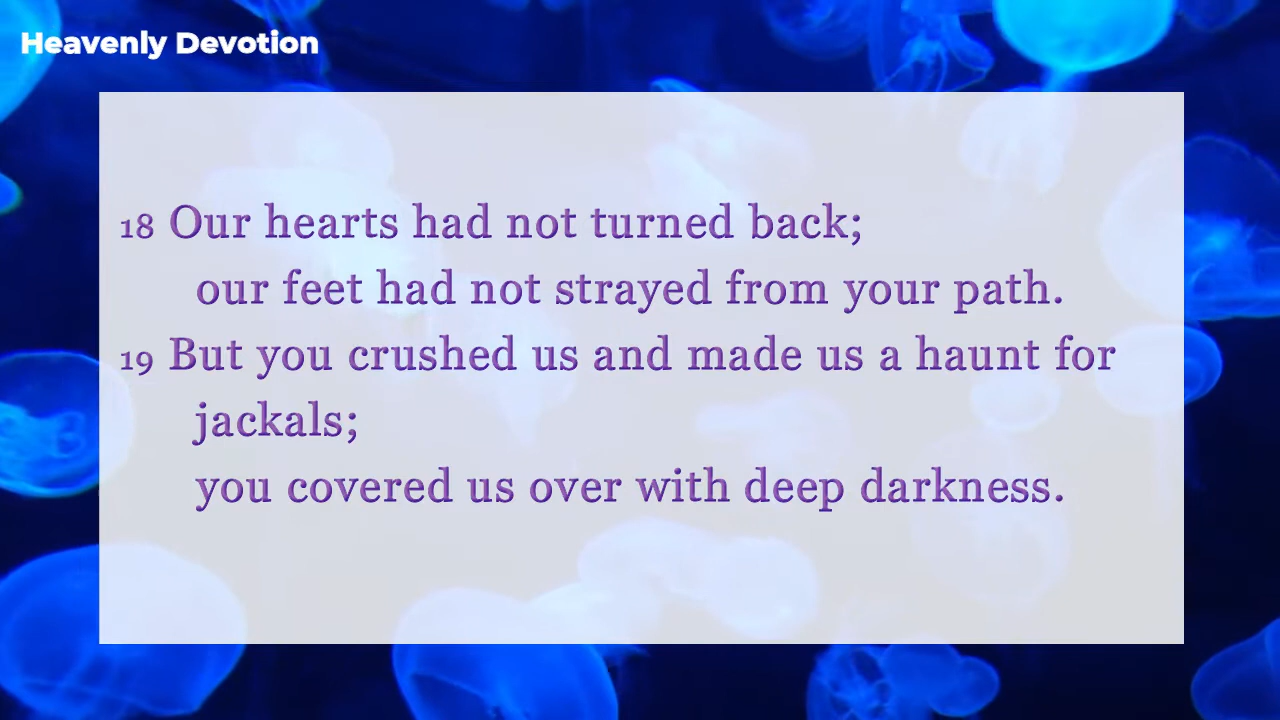 Heavenly Devotion
18 Our hearts had not turned back;
our feet had not strayed from your path.
19 But you crushed us and made us a haunt for
jackals;
you covered us over with deep darkness.